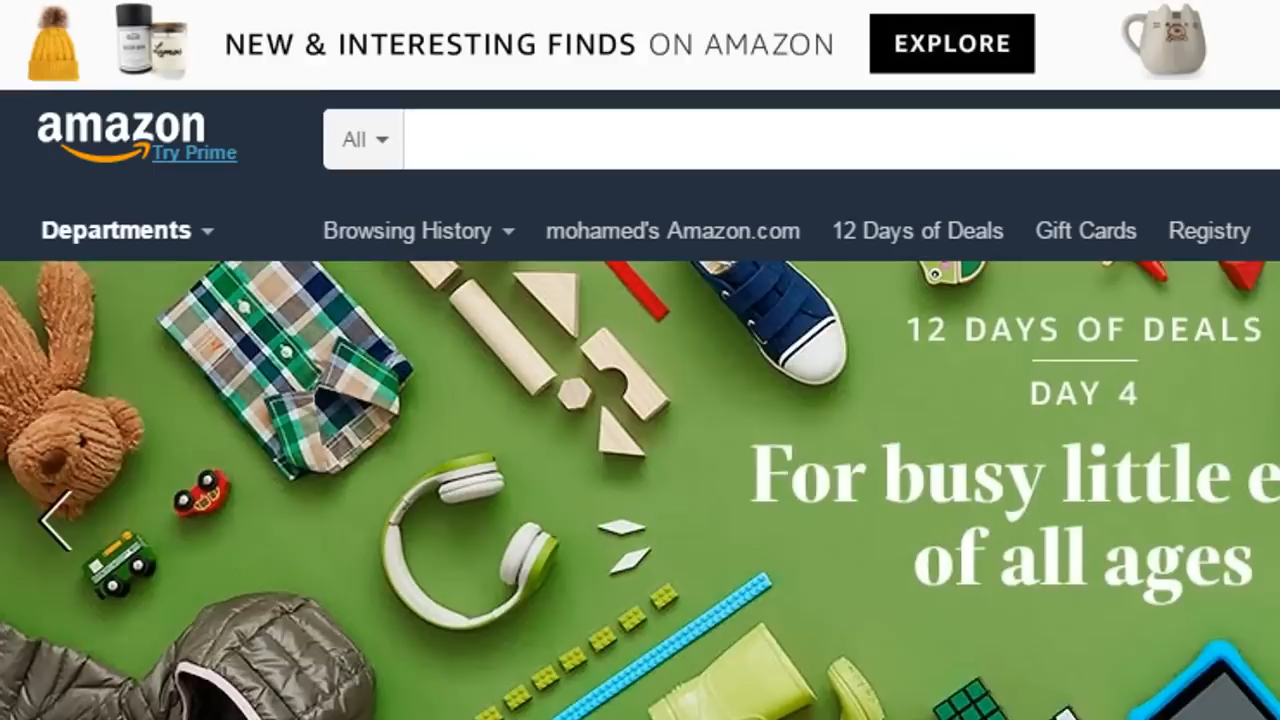 NEW & INTERESTING FINDS ON AMAZON EXPLORE
amazon
Try Prime
All
Departments Browsing History mohamed's Amazon.com 12 Days of Deals Gift Cards Registry
12 DAYS OF DEALS
DAY 4
For busy little e
of all ages